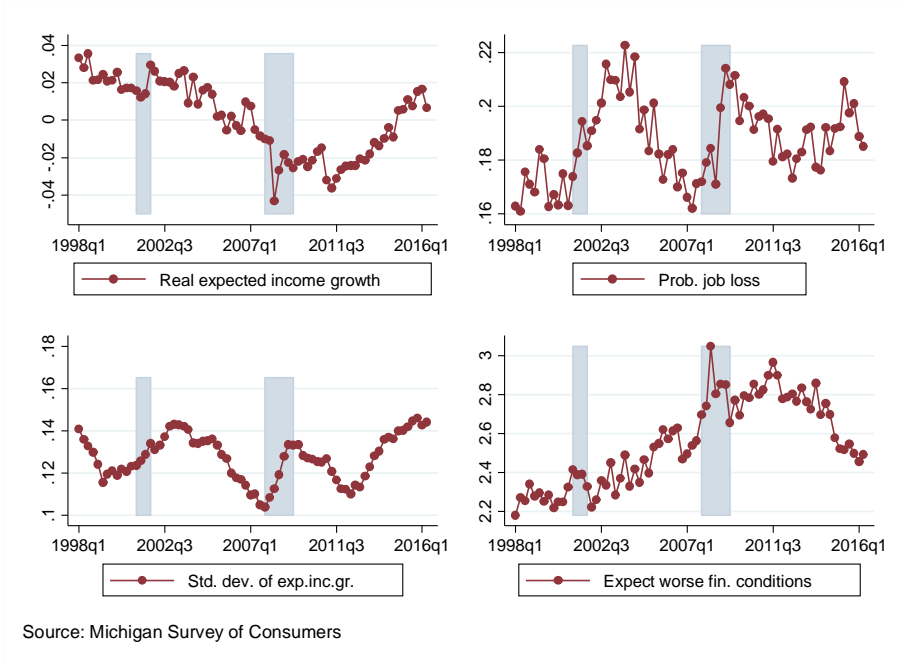 .04
.02
0
-.02
-.04
1998q1 2002q3 2007q1 2011q3 2016q1
Real expected income growth
.22
.2
.18
.16
1998q1 2002q3 2007q1 2011q3 2016q1
Prob. job loss
.18
.16
.14
.12
.1
1998q1 2002q3 2007q1 2011q3 2016q1
Std. dev. of exp.inc.gr.
3
2.8
2.6
2.4
2.2
1998q1 2002q3 2007q1 2011q3 2016q1
Expect worse fin. conditions
Source: Michigan Survey of Consumers